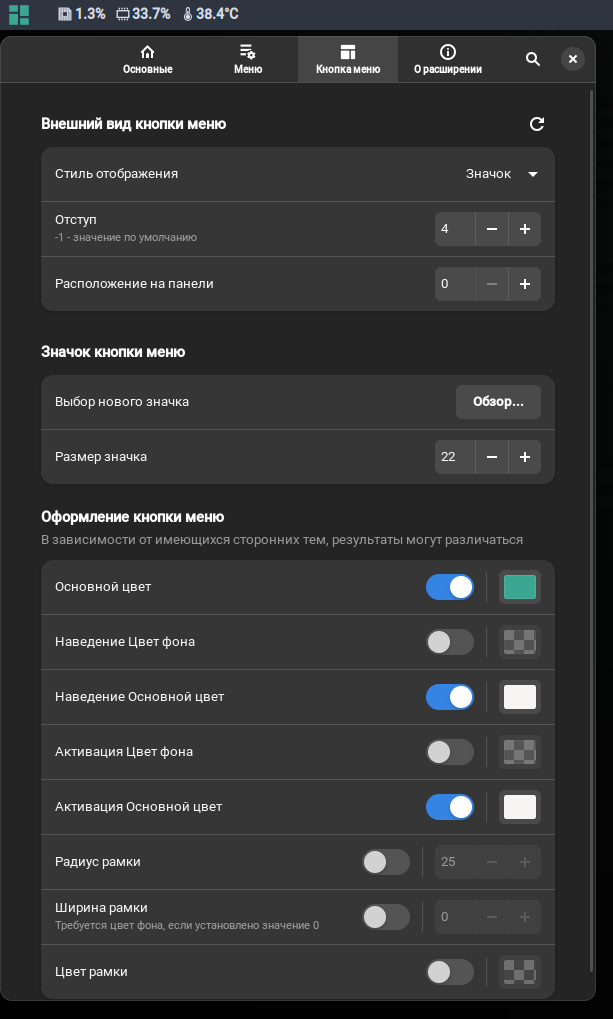 1.3% 33.7% 38.4°C
Основные Меню Кнопка меню О расширении
Внешний вид кнопки меню
Стиль отображения Значок
Отступ
-1 - значение по умолчанию
4
Расположение на панели 0
Значок кнопки меню
Выбор нового значка Обзор...
Размер значка 22
Оформление кнопки меню
В зависимости от имеющихся сторонних тем, результаты могут различаться
Основной цвет
Наведение Цвет фона
Наведение Основной цвет
Активация Цвет фона
Активация Основной цвет
Радиус рамки 25
Ширина рамки
Требуется цвет фона, если установлено значение 0
0
Цвет рамки